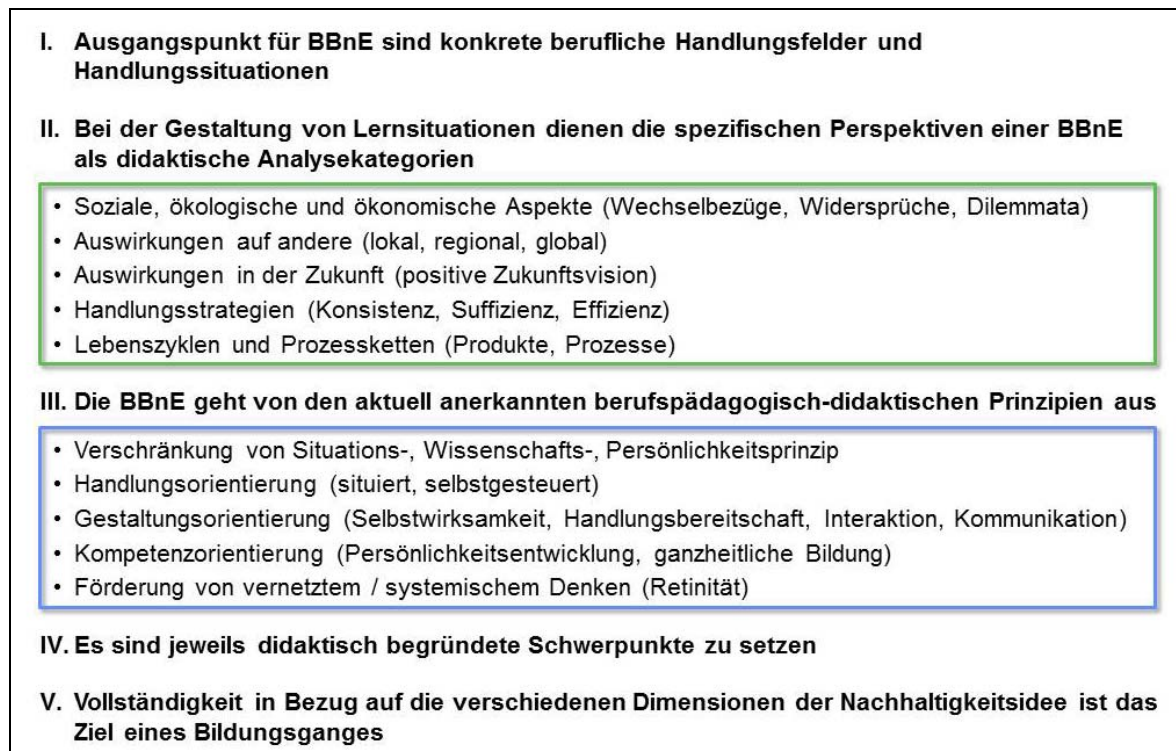 I. Ausgangspunkt für BBnE sind konkrete berufliche Handlungsfelder und
Handlungssituationen
II. Bei der Gestaltung von Lernsituationen dienen die spezifischen Perspektiven einer BBnE
als didaktische Analysekategorien
• Soziale, ökologische und ökonomische Aspekte (Wechselbezüge, Widersprüche, Dilemmata)
• Auswirkungen auf andere (lokal, regional, global)
• Auswirkungen in der Zukunft (positive Zukunftsvision)
• Handlungsstrategien (Konsistenz, Suffizienz, Effizienz)
• Lebenszyklen und Prozessketten (Produkte, Prozesse)
III. Die BBnE geht von den aktuell anerkannten berufspädagogisch-didaktischen Prinzipien aus
• Verschränkung von Situations-, Wissenschafts-, Persönlichkeitsprinzip
• Handlungsorientierung (situiert, selbstgesteuert)
• Gestaltungsorientierung (Selbstwirksamkeit, Handlungsbereitschaft, Interaktion, Kommunikation)
• Kompetenzorientierung (Persönlichkeitsentwicklung, ganzheitliche Bildung)
• Förderung von vernetztem / systemischem Denken (Retinität)
IV. Es sind jeweils didaktisch begründete Schwerpunkte zu setzen
V. Vollständigkeit in Bezug auf die verschiedenen Dimensionen der Nachhaltigkeitsidee ist das
Ziel eines Bildungsganges